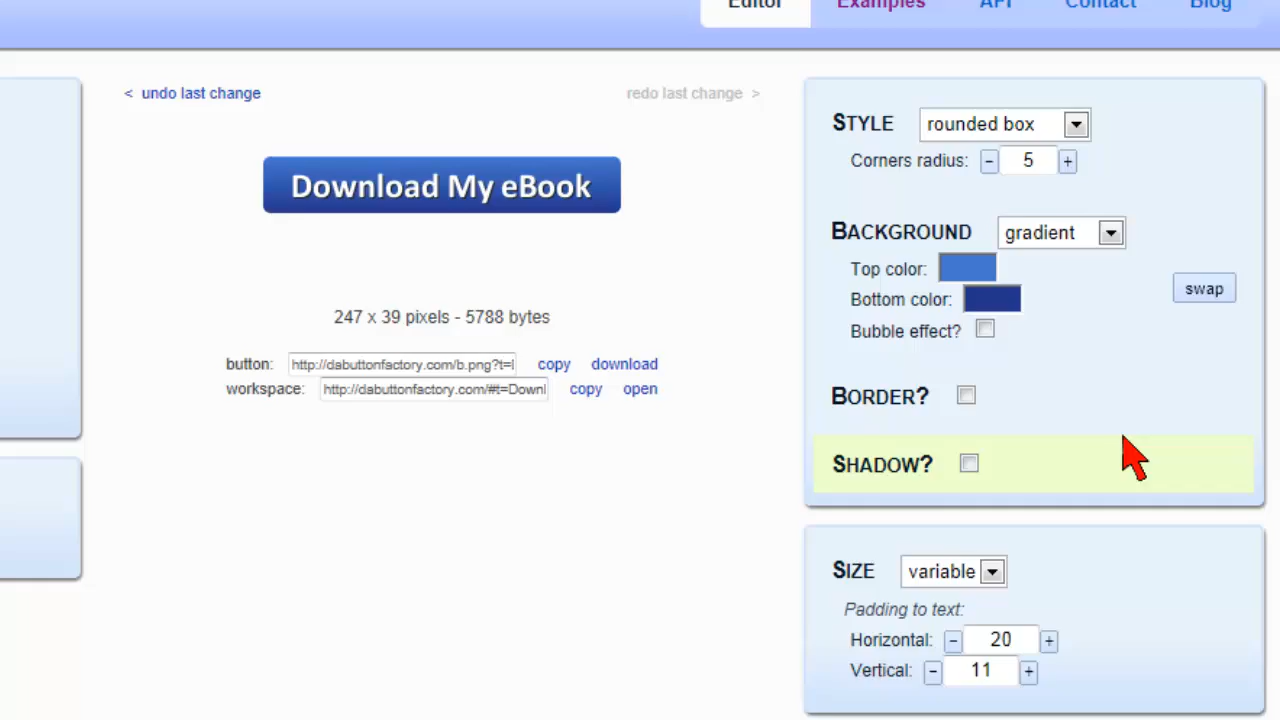 Editor Examples API Contact Blog
< undo last change
redo last change >
Download My eBook
247 x 39 pixels - 5788 bytes
button: http://dabuttonfactory.com/b.png?t= copy download
workspace: http://dabuttonfactory.com/#t=Downl copy open
STYLE rounded box
Corners radius: - 5 +
BACKGROUND gradient
Top color:
Bottom color:
swap
Bubble effect?
BORDER?
SHADOW?
SIZE variable
Padding to text:
Horizontal: - 20 +
Vertical: - 11 +